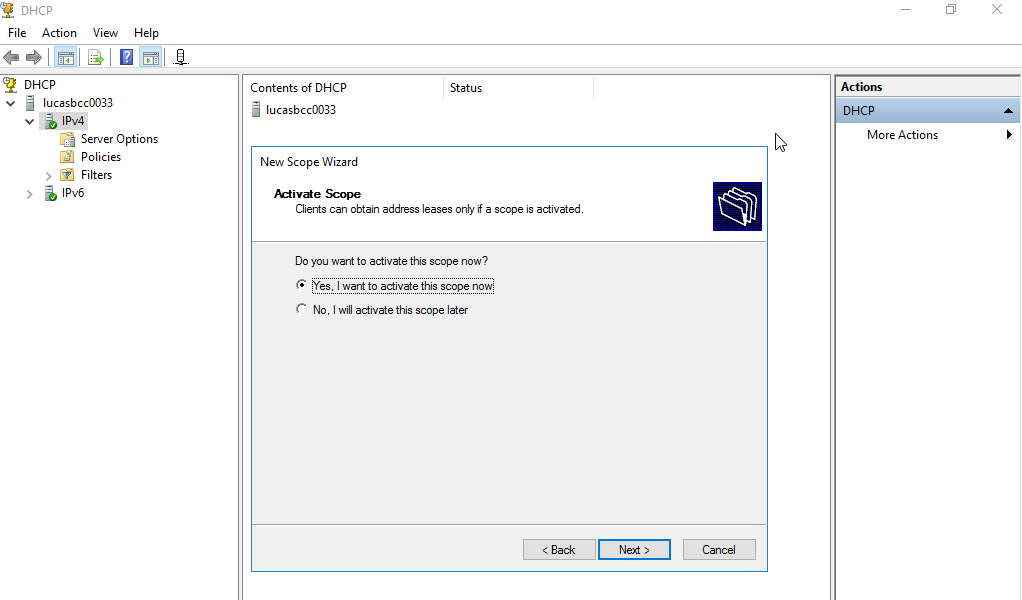 DHCP
File Action View Help
DHCP
lucasbcc0033
IPv4
Server Options
Policies
Filters
IPv6
Contents of DHCP Status
lucasbcc0033
New Scope Wizard
Activate Scope
Clients can obtain address leases only if a scope is activated.
Do you want to activate this scope now?
Yes, I want to activate this scope now
No, I will activate this scope later
< Back Next > Cancel
Actions
DHCP
More Actions